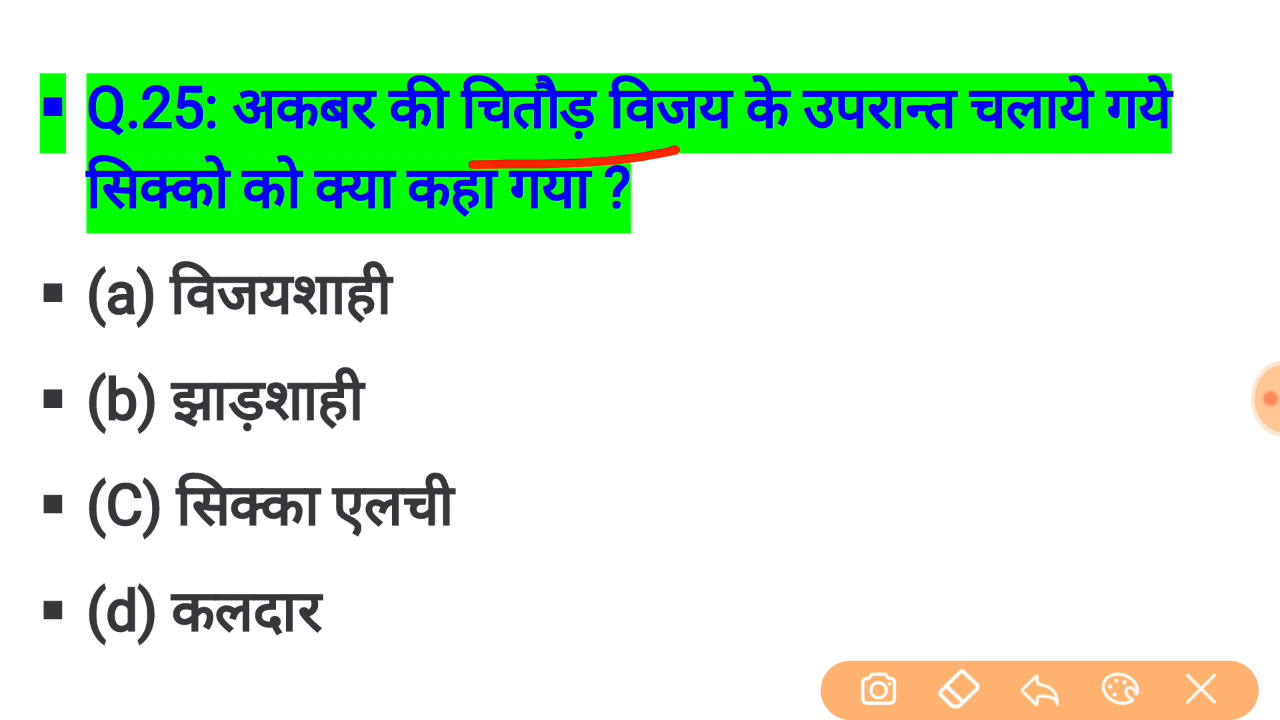 ▪ Q.25: अकबर की चितौड़ विजय के उपरान्त चलाये गये
सिक्को को क्या कहा गया ?
▪ (a) विजयशाही
▪ (b) झाड़शाही
▪ (C) सिक्का एलची
▪ (d) कलदार